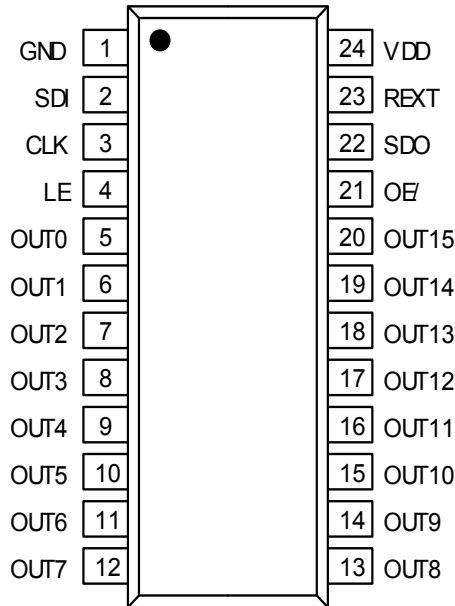 GND 1 24 VDD
SDI 2 23 REXT
CLK 3 22 SDO
LE 4 21 OE/
OUT0 5 20 OUT15
OUT1 6 19 OUT14
OUT2 7 18 OUT13
OUT3 8 17 OUT12
OUT4 9 16 OUT11
OUT5 10 15 OUT10
OUT6 11 14 OUT9
OUT7 12 13 OUT8